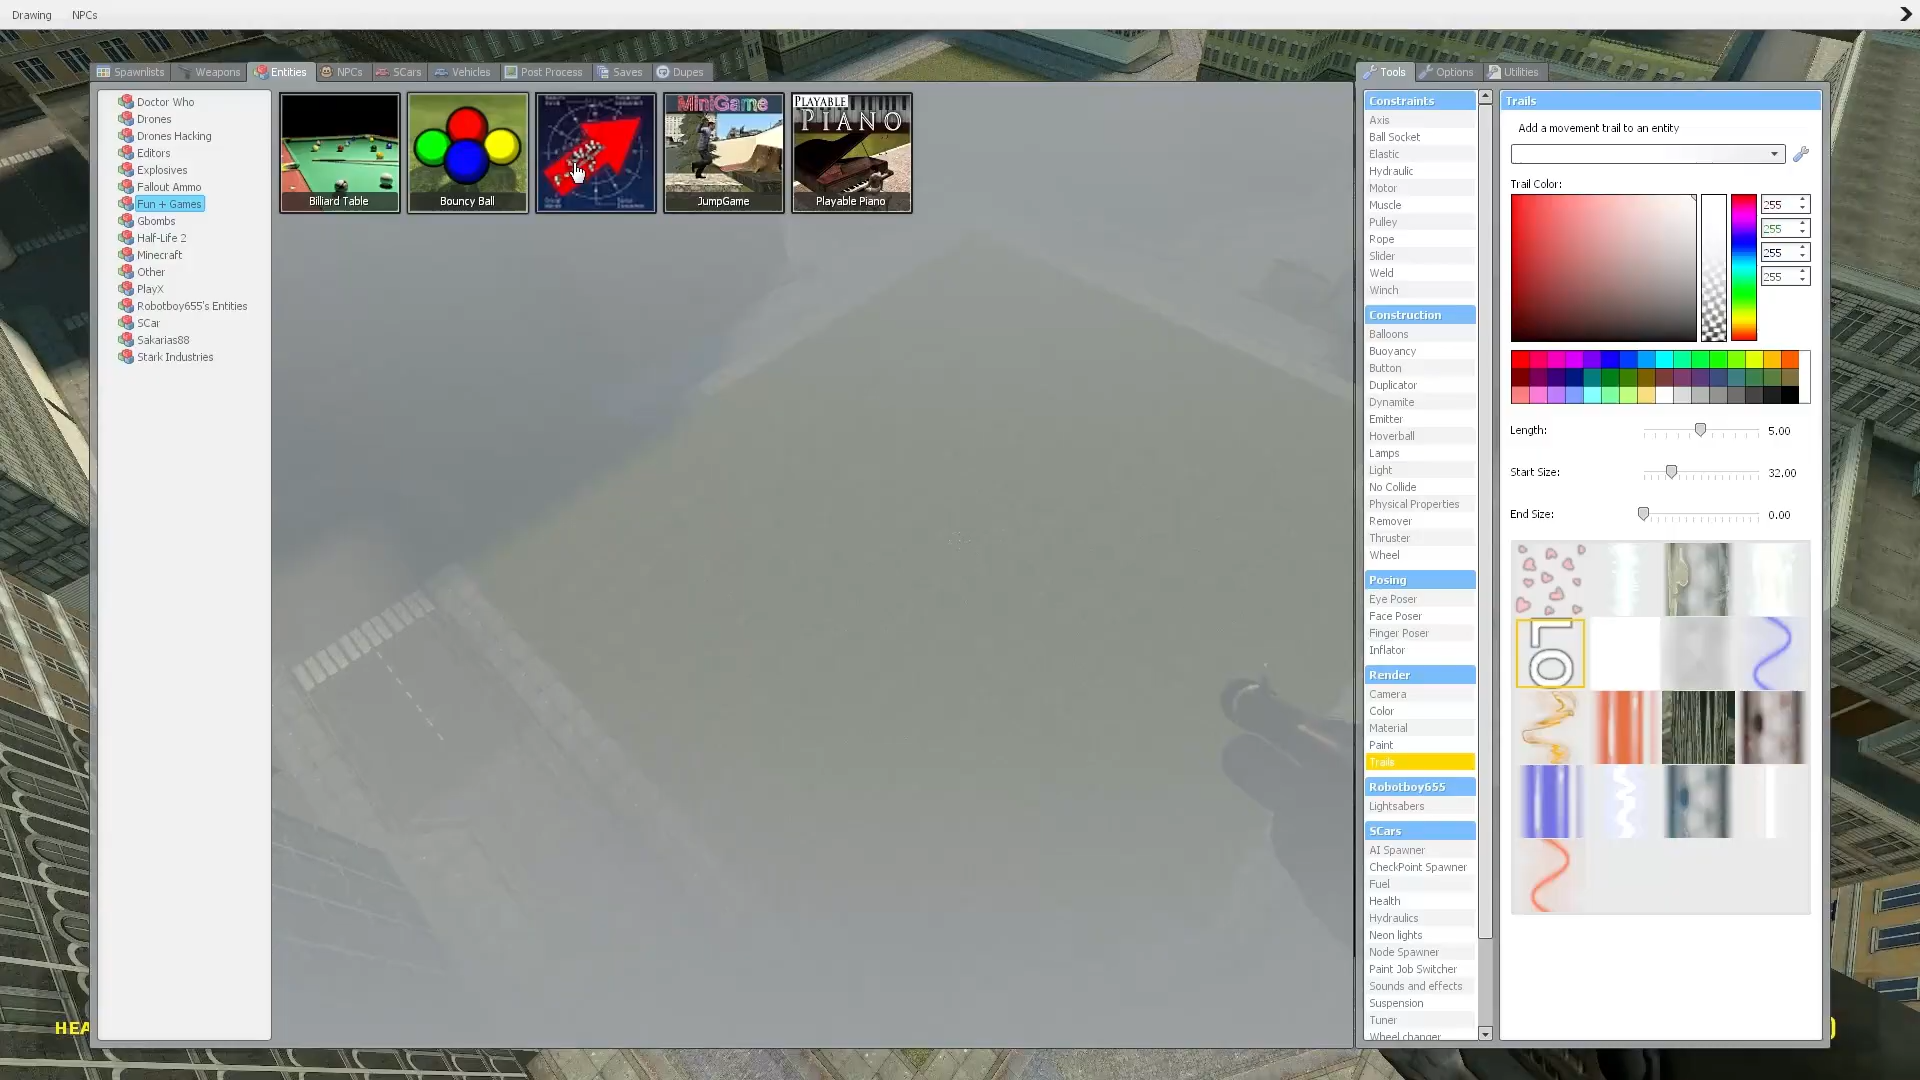 Drawing NPCs
Spawnlists Weapons Entities NPCs SCars Vehicles Post Process Saves Dupes
Doctor Who
Drones
Drones Hacking
Editors
Explosives
Fallout Ammo
Fun + Games
Gbombs
Half-Life 2
Minecraft
Other
PlayX
Robotboy655's Entities
SCar
Sakarias88
Stark Industries
Billiard Table
Bouncy Ball
MiniGame
JumpGame
PLAYABLE
PIANO
Playable Piano
HEA
Tools Options Utilities
Constraints
Axis
Ball Socket
Elastic
Hydraulic
Motor
Muscle
Pulley
Rope
Slider
Weld
Winch
Construction
Balloons
Buoyancy
Button
Duplicator
Dynamite
Emitter
Hoverball
Lamps
Light
No Collide
Physical Properties
Remover
Thruster
Wheel
Posing
Eye Poser
Face Poser
Finger Poser
Inflator
Render
Camera
Color
Material
Paint
Trails
Robotboy655
Lightsabers
SCars
AI Spawner
CheckPoint Spawner
Fuel
Health
Hydraulics
Neon lights
Node Spawner
Paint Job Switcher
Sounds and effects
Suspension
Tuner
Wheel changer
Trails
Add a movement trail to an entity
Trail Color:
255
255
255
255
Length: 5.00
Start Size: 32.00
End Size: 0.00
LO